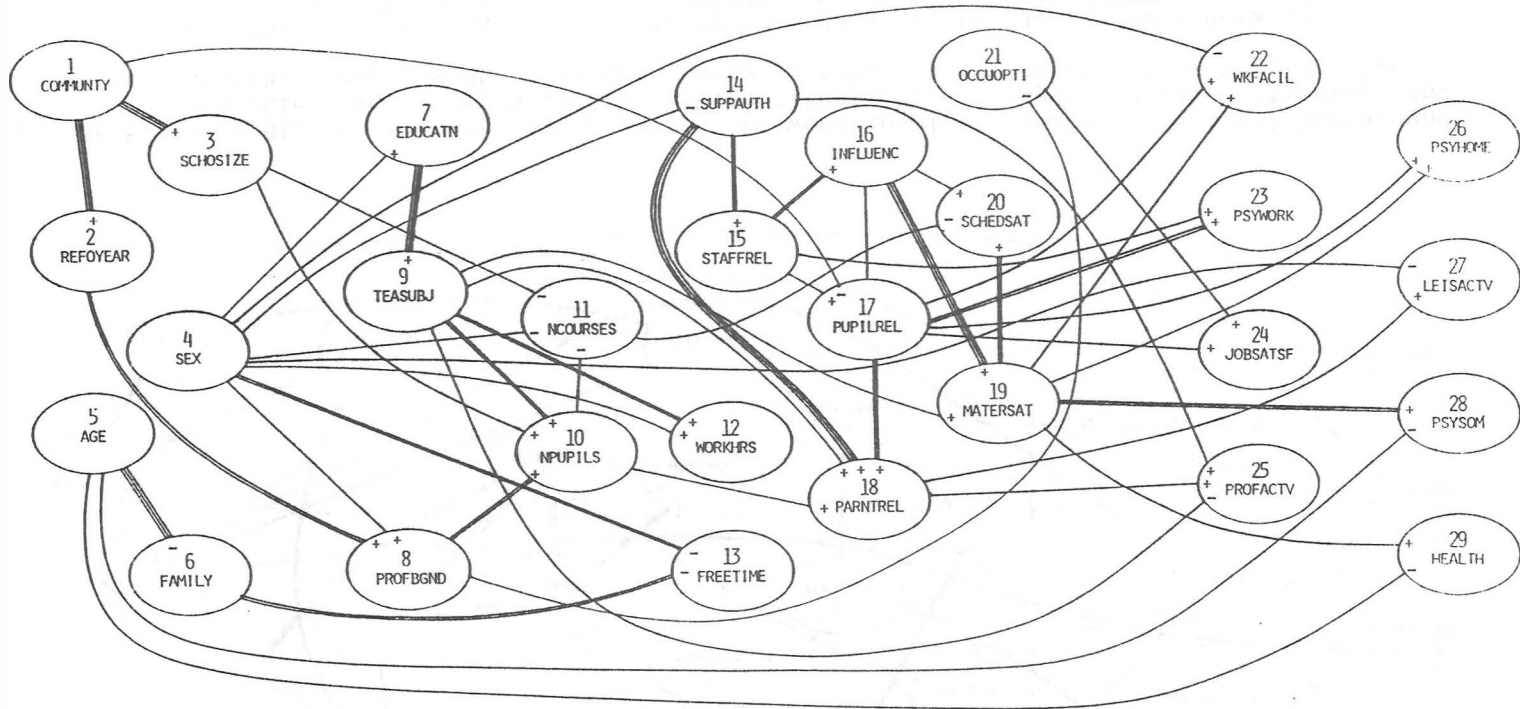 1
COMMUNTY
2
REFOYEAR
3
SCHOSIZE
4
SEX
5
AGE
6
FAMILY
7
EDUCATN
8
PROFBGND
9
TEASUBJ
10
NPUPILS
11
NCOURSES
12
WORKHRS
13
FREETIME
14
SUPPAUTH
15
STAFFREL
16
INFLUENC
17
PUPILREL
18
PARNTREL
19
MATERSAT
20
SCHEDSAT
21
OCCUOPTI
22
WKFACIL
23
PSYWORK
24
JOBSATSF
25
PROFACTV
26
PSYHOME
27
LEISACTV
28
PSYSOM
29
HEALTH